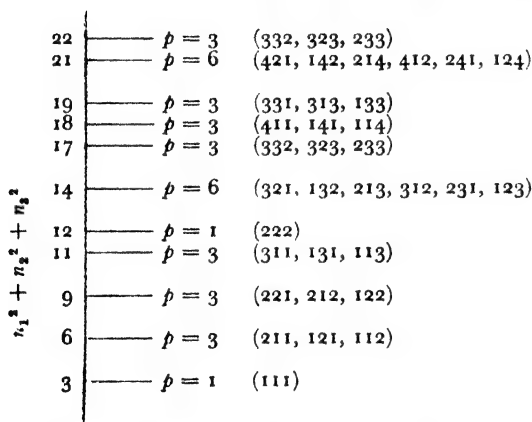 22 p = 3 (332, 323, 233)
21 p = 6 (421, 142, 214, 412, 241, 124)
19 p = 3 (331, 313, 133)
18 p = 3 (411, 141, 114)
17 p = 3 (332, 323, 233)
14 p = 6 (321, 132, 213, 312, 231, 123)
12 p = 1 (222)
11 p = 3 (311, 131, 113)
9 p = 3 (221, 212, 122)
6 p = 3 (211, 121, 112)
3 p = 1 (111)
n₁² + n₂² + n₃²